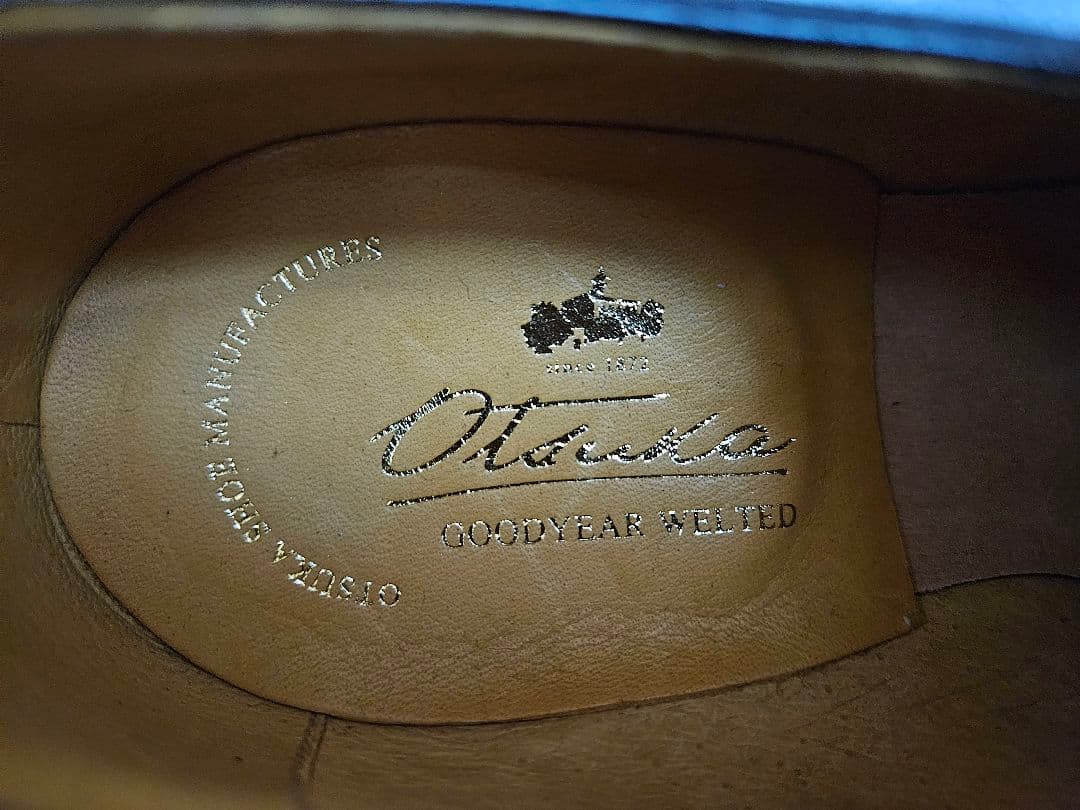 since 1872
Otsuka
GOODYEAR WELTED
OTSUKA SHOE MANUFACTURES